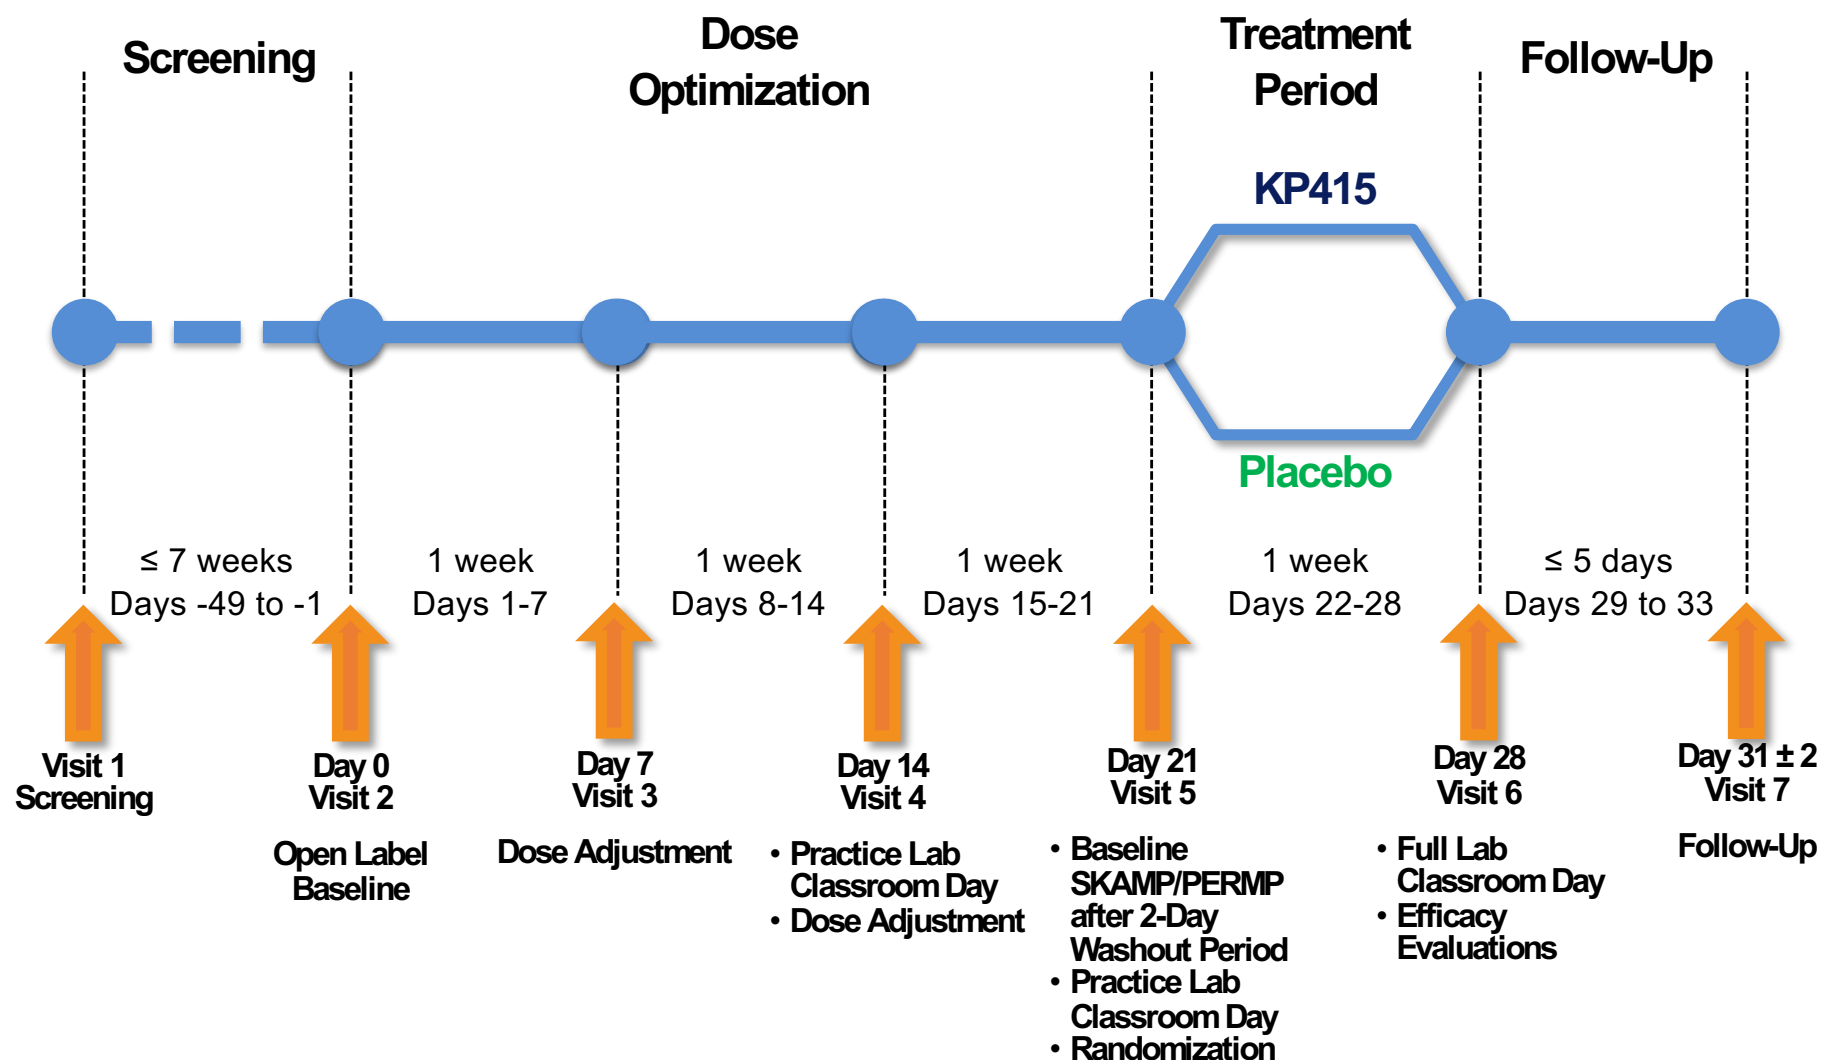 Screening
Dose
Optimization
Treatment
Period
Follow-Up
KP415
Placebo
≤ 7 weeks
Days -49 to -1
1 week
Days 1-7
1 week
Days 8-14
1 week
Days 15-21
1 week
Days 22-28
≤ 5 days
Days 29 to 33
Visit 1
Screening
Day 0
Visit 2
Open Label
Baseline
Day 7
Visit 3
Dose Adjustment
Day 14
Visit 4
• Practice Lab
Classroom Day
• Dose Adjustment
Day 21
Visit 5
• Baseline
SKAMP/PERMP
after 2-Day
Washout Period
• Practice Lab
Classroom Day
• Randomization
Day 28
Visit 6
• Full Lab
Classroom Day
• Efficacy
Evaluations
Day 31 ± 2
Visit 7
Follow-Up